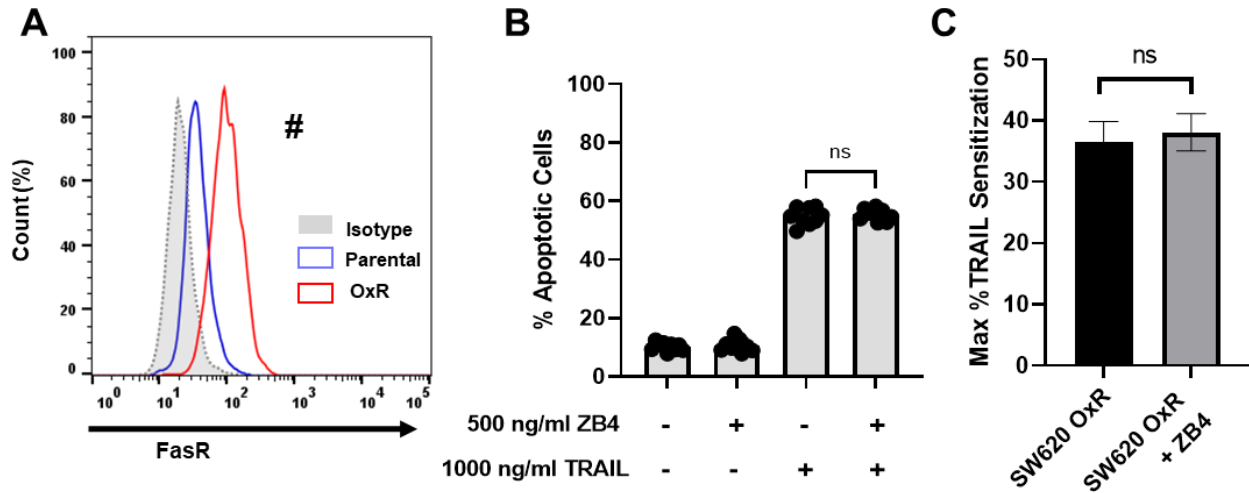 A
Count (%)
100
80
60
40
20
0
#
Isotype
Parental
OxR
10^0 10^1 10^2 10^3 10^4 10^5
FasR
B
% Apoptotic Cells
100
80
60
40
20
0
ns
500 ng/ml ZB4 - + - +
1000 ng/ml TRAIL - - + +
C
Max %TRAIL Sensitization
50
40
30
20
10
0
ns
SW620 OxR
SW620 OxR
+ ZB4